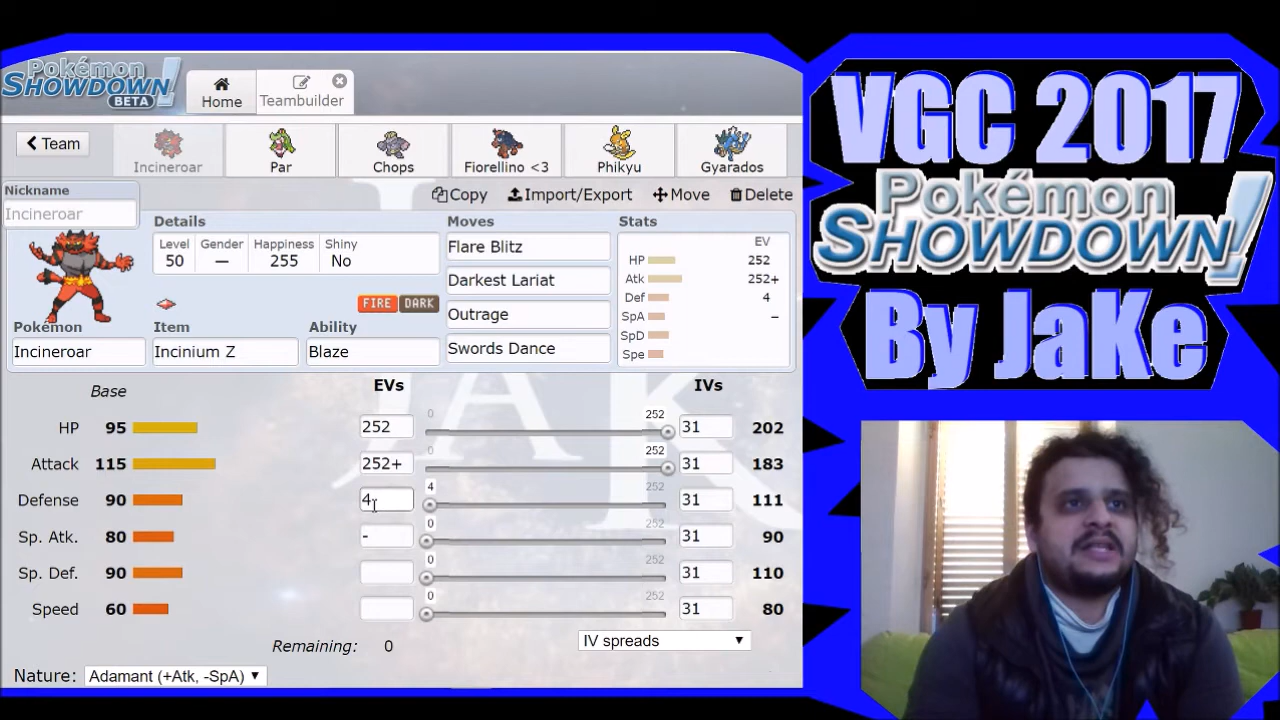 Pokémon
SHOWDOWN!
BETA
Home
Teambuilder
VGC 2017
Pokémon
SHOWDOWN!
By JaKe
Team
Incineroar
Par
Chops
Fiorellino <3
Phikyu
Gyarados
Nickname
Incineroar
Copy
Import/Export
Move
Delete
Details
Level
50
Gender
—
Happiness
255
Shiny
No
FIRE
DARK
Pokémon
Incineroar
Item
Incinium Z
Ability
Blaze
Moves
Flare Blitz
Darkest Lariat
Outrage
Swords Dance
Stats
EV
HP 252
Atk 252+
Def 4
SpA –
SpD
Spe
JAK
Base EVs IVs
HP 95 252 0 252 31 202
Attack 115 252+ 0 252 31 183
Defense 90 4 4 252 31 111
Sp. Atk. 80 - 0 252 31 90
Sp. Def. 90 0 252 31 110
Speed 60 0 252 31 80
Remaining: 0
IV spreads
Nature: Adamant (+Atk, -SpA)